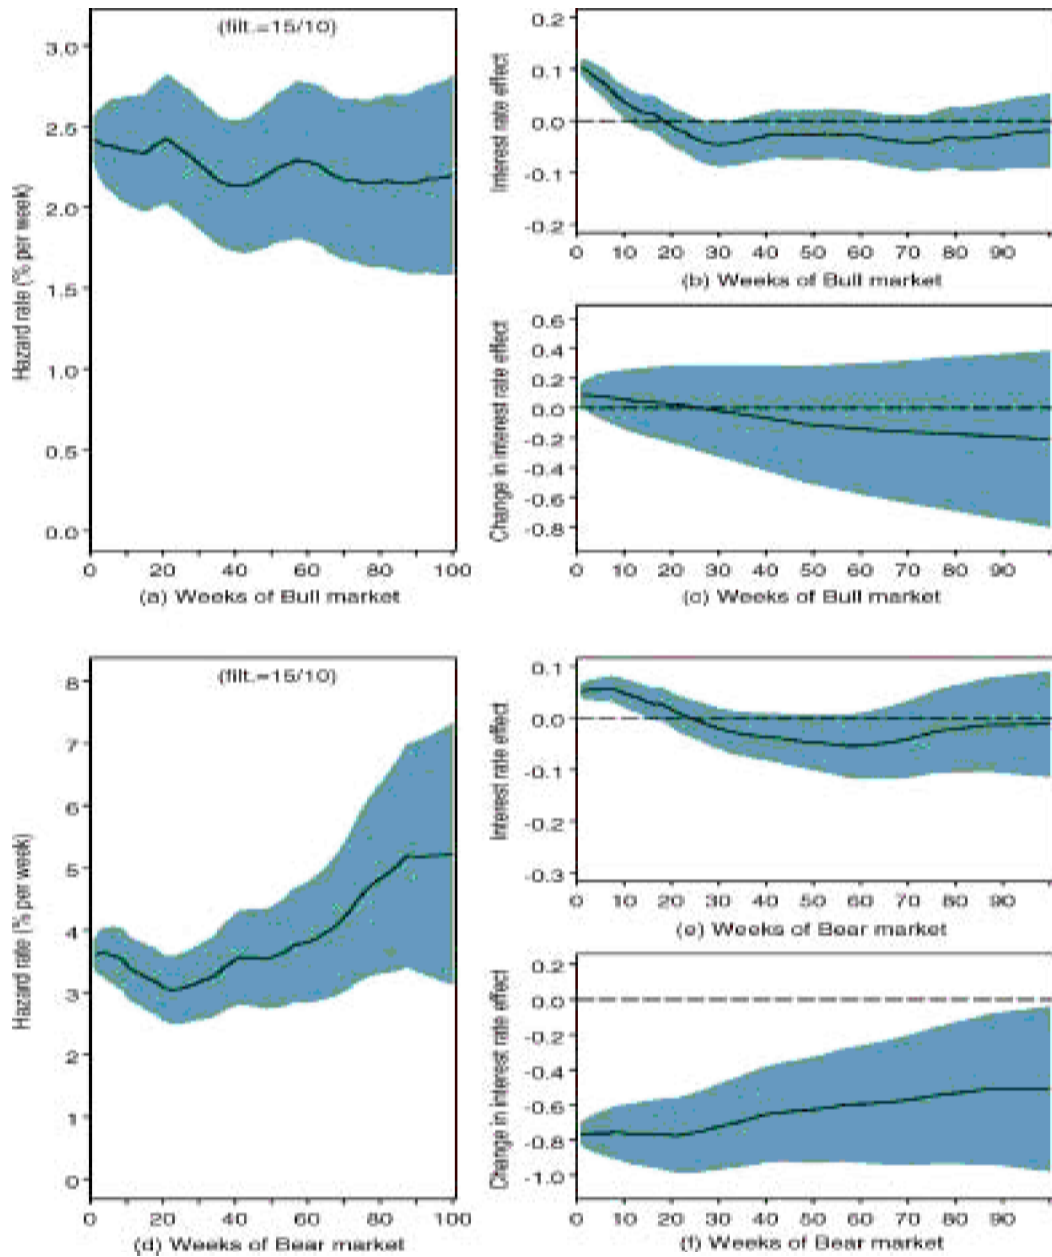 (filt.=15/10)
Hazard rate (% per week)
3.0
2.5
2.0
1.5
1.0
0.5
0.0
0 20 40 60 80 100
(a) Weeks of Bull market
Interest rate effect
0.2
0.1
0.0
-0.1
-0.2
0 10 20 30 40 50 60 70 80 90
(b) Weeks of Bull market
Change in interest rate effect
0.6
0.4
0.2
0.0
-0.2
-0.4
-0.6
-0.8
0 10 20 30 40 50 60 70 80 90
(c) Weeks of Bull market
(filt.=15/10)
Hazard rate (% per week)
8
7
6
5
4
3
2
1
0
0 20 40 60 80 100
(d) Weeks of Bear market
Interest rate effect
0.1
0.0
-0.1
-0.2
-0.3
0 10 20 30 40 50 60 70 80 90
(e) Weeks of Bear market
Change in interest rate effect
0.2
0.0
-0.2
-0.4
-0.6
-0.8
-1.0
0 10 20 30 40 50 60 70 80 90
(f) Weeks of Bear market